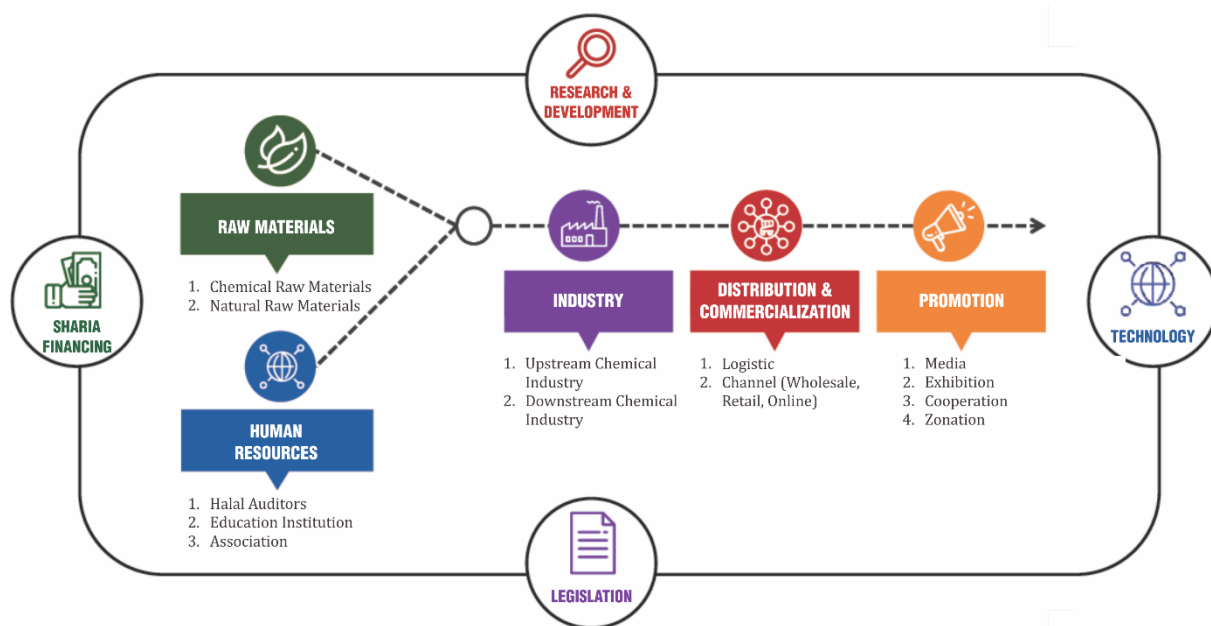 RESEARCH &
DEVELOPMENT
RAW MATERIALS
1. Chemical Raw Materials
2. Natural Raw Materials
SHARIA
FINANCING
HUMAN
RESOURCES
1. Halal Auditors
2. Education Institution
3. Association
INDUSTRY
1. Upstream Chemical
Industry
2. Downstream Chemical
Industry
DISTRIBUTION &
COMMERCIALIZATION
1. Logistic
2. Channel (Wholesale,
Retail, Online)
PROMOTION
1. Media
2. Exhibition
3. Cooperation
4. Zonation
TECHNOLOGY
LEGISLATION